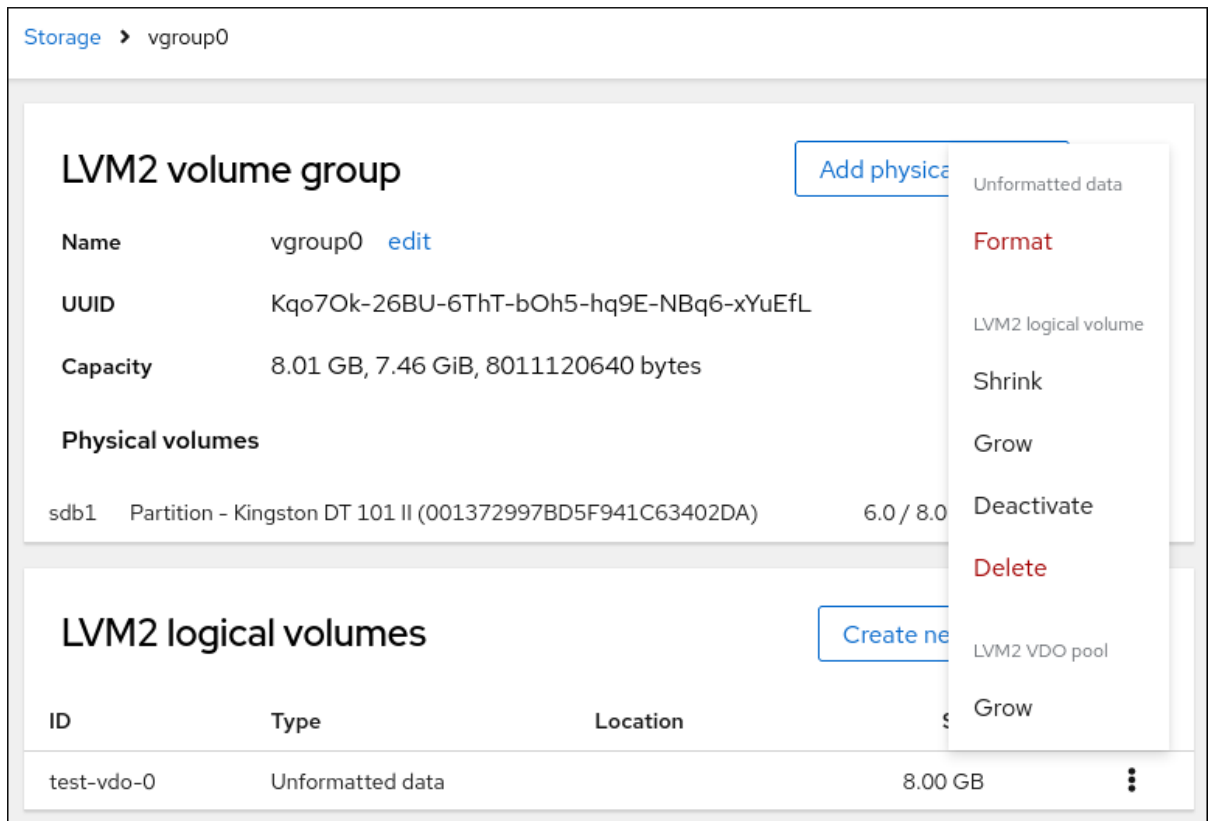 Storage > vgroup0
LVM2 volume group
Add physica
Name vgroup0 edit
UUID Kqo7Ok-26BU-6ThT-bOh5-hq9E-NBq6-xYuEfL
Capacity 8.01 GB, 7.46 GiB, 8011120640 bytes
Physical volumes
sdb1 Partition - Kingston DT 101 II (001372997BD5F941C63402DA) 6.0 / 8.0
Unformatted data
Format
LVM2 logical volume
Shrink
Grow
Deactivate
Delete
LVM2 VDO pool
Grow
LVM2 logical volumes
Create ne
ID Type Location
test-vdo-0 Unformatted data 8.00 GB